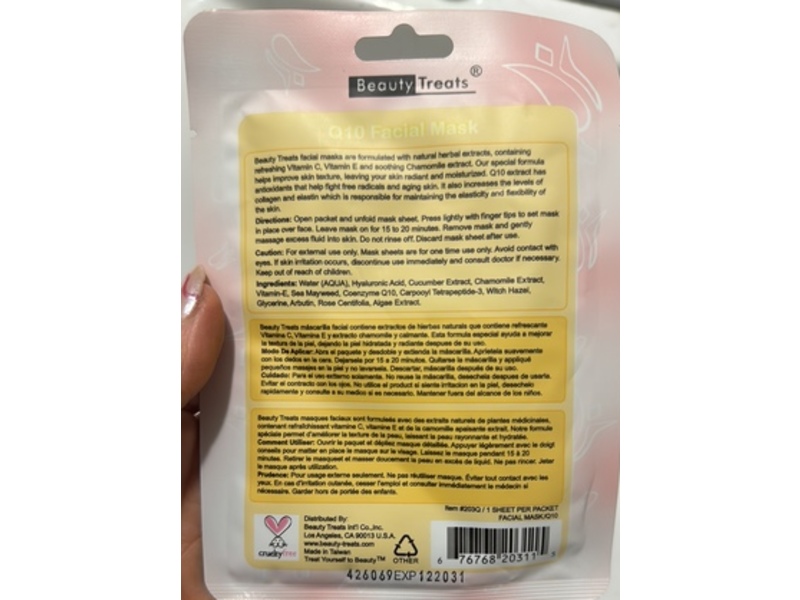 Beauty Treats®
Q10 Facial Mask
Beauty Treats facial masks are formulated with natural herbal extracts, containing
refreshing Vitamin C, Vitamin E and soothing Chamomile extract. Our special formula
helps improve skin texture, leaving your skin radiant and moisturized. Q10 extract has
antioxidants that help fight free radicals and aging skin. It also increases the levels of
collagen and elastin which is responsible for maintaining the elasticity and flexibility of
the skin.
Directions: Open packet and unfold mask sheet. Press lightly with finger tips to set mask
in place over face. Leave mask on for 15 to 20 minutes. Remove mask and gently
massage excess fluid into skin. Do not rinse off. Discard mask sheet after use.
Caution: For external use only. Mask sheets are for one time use only. Avoid contact with
eyes. If skin irritation occurs, discontinue use immediately and consult doctor if necessary.
Keep out of reach of children.
Ingredients: Water (AQUA), Hyaluronic Acid, Cucumber Extract, Chamomile Extract,
Vitamin-E, Sea Mayweed, Coenzyme Q10, Carpooyl Tetrapeptide-3, Witch Hazel,
Glycerine, Arbutin, Rose Centifolia, Algae Extract.
Beauty Treats máscarilla facial contiene extractos de hierbas naturales que contiene refrescante
Vitamina C, Vitamina E y extracto chamomile y calmante. Esta formula especial ayuda a mejorar
la textura de la piel, dejando la piel hidratada y radiante después de su uso.
Modo De Aplicar: Abra el paquete y deadoble y extienda la máscarilla. Aprietela suavemente
con los dedos en la cara. Dejarsela por 15 a 20 minutos. Quitarse la máscarilla y appliqué
pequeños masajes en la piel y no laversela. Descartar, máscarilla después de su uso.
Cuidado: Para el uso externo solamente. No reuse la máscarilla, desechela despues de usarla.
Evitar el contracto con los ojos. No utilice el product si siente irritacion en la piel, desechelo
rapidamente y consulte a su medico si es necesario. Mantener fuera del alcance de los niños.
Beauty Treats masques faciaux sont formulés avec des extrait naturels de plantes médicinales,
contenant rafraîchissant vitamine C, vitamine E et de la camomille apaisante extrait. Notre formule
spéciale permet d'améliorer la texture de la peau, laissant la peau rayonnante et hydratée.
Comment Utiliser: Ouvrir le paquet et dépliez masque détaillée. Appuyer légèrement avec le doigt
conseils pour matter en place le masque sur la visage. Laissez le masque pendant 15 à 20
minutes. Retirer le masqueet et masser doucement la peau en excés de liquid. Ne pas rincer. Jeter
le masque après utilization.
Prudence: Pour usage externe seulement. Ne pas réutiliser masque. Éviter tout contact avec les
yeux. En cas d'irritation cutanée, cesser l'emploi et consulter immédiatement le médecin si
nécessaire. Garder hors de portée des enfants.
Item #203Q / 1 SHEET PER PACKET
FACIAL MASK/Q10
crueltyfree
Distributed By:
Beauty Treats Int'l Co.,Inc.
Los Angeles, CA 90013 U.S.A.
www.beauty-treats.com
Made in Taiwan
Treat Yourself to Beauty™
OTHER
6 76768 20311 5
426069EXP122031